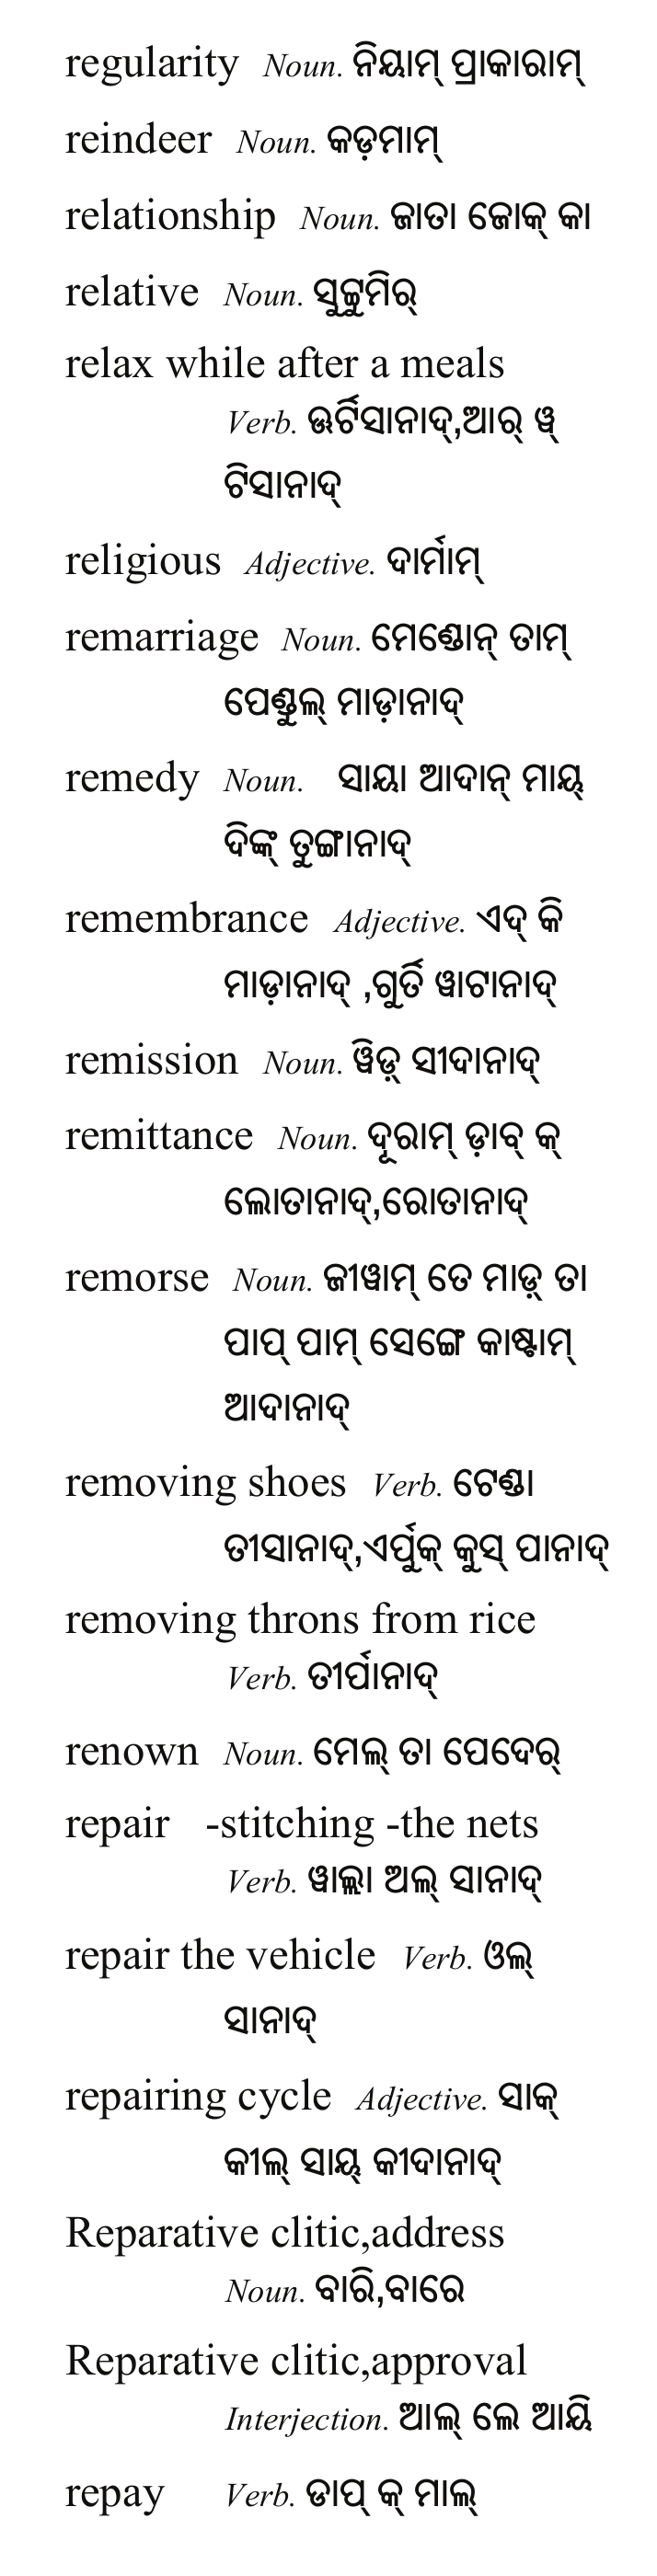 regularity Noun. ନିୟାମ୍ ପ୍ରାକାରାମ୍
reindeer Noun. କଡ଼ମାମ୍
relationship Noun. ଜାତା ଜୋକ୍ କା
relative Noun. ସୁଟ୍ଟୁମିର୍
relax while after a meals
Verb. ଊର୍ଟିସାନାଦ୍,ଆର୍ ୱ୍
ଟିସାନାଦ୍
religious Adjective. ଦାର୍ମାମ୍
remarriage Noun. ମେଣ୍ଡୋନ୍ ତାମ୍
ପେଣ୍ଡୁଲ୍ ମାଡ଼ାନାଦ୍
remedy Noun. ସାୟା ଆଦାନ୍ ମାୟ୍
ଦିଙ୍କ୍ ତୁଙ୍ଗାନାଦ୍
remembrance Adjective. ଏଦ୍ କି
ମାଡ଼ାନାଦ୍ ,ଗୁର୍ତି ୱାଟାନାଦ୍
remission Noun. ୱିଡ଼୍ ସୀଦାନାଦ୍
remittance Noun. ଦୂରାମ୍ ଡ଼ାବ୍ କ୍
ଲୋତାନାଦ୍,ରୋତାନାଦ୍
remorse Noun. ଜୀୱାମ୍ ତେ ମାଡ଼୍ ତା
ପାପ୍ ପାମ୍ ସେଙ୍ଗେ କାଷ୍ଟାମ୍
ଆଦାନାଦ୍
removing shoes Verb. ଟେଣ୍ଡା
ତୀସାନାଦ୍,ଏର୍ପୁକ୍ କୁସ୍ ପାନାଦ୍
removing throns from rice
Verb. ତୀର୍ପାନାଦ୍
renown Noun. ମେଲ୍ ତା ପେଦେର୍
repair -stitching -the nets
Verb. ୱାଲ୍ଲା ଅଲ୍ ସାନାଦ୍
repair the vehicle Verb. ଓଲ୍
ସାନାଦ୍
repairing cycle Adjective. ସାକ୍
କୀଲ୍ ସାୟ୍ କୀଦାନାଦ୍
Reparative clitic,address
Noun. ବାରି,ବାରେ
Reparative clitic,approval
Interjection. ଆଲ୍ ଲେ ଆୟି
repay Verb. ଡାପ୍ କ୍ ମାଲ୍